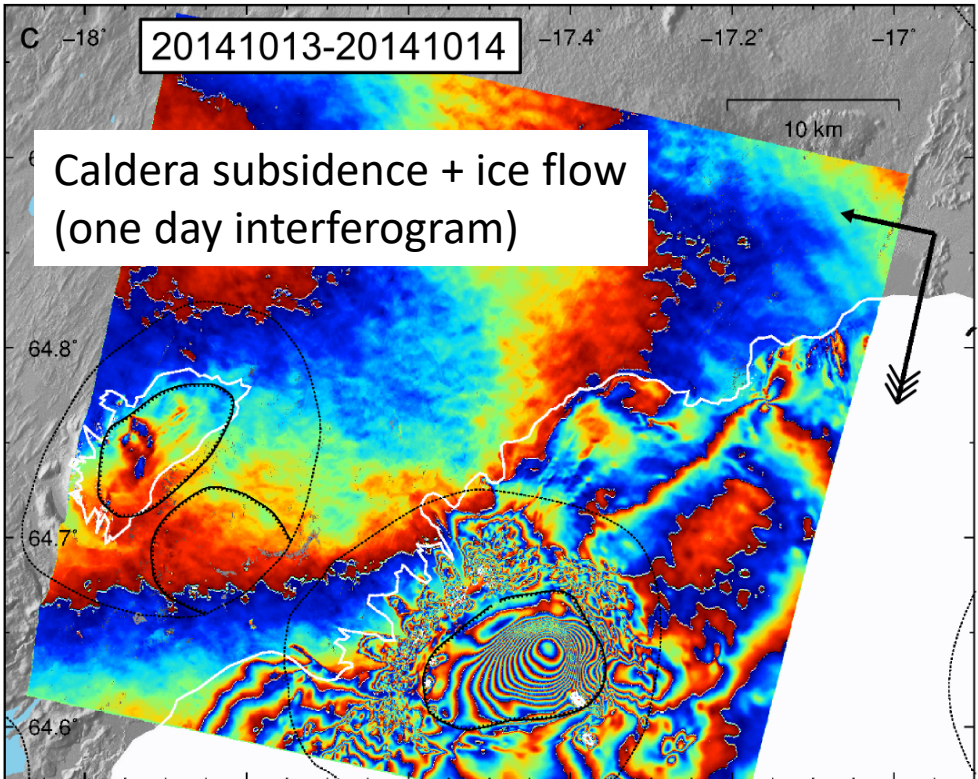 C
−18˚
20141013-20141014
−17.4˚
−17.2˚
−17˚
10 km
Caldera subsidence + ice flow
(one day interferogram)
64.8˚
64.7˚
64.6˚